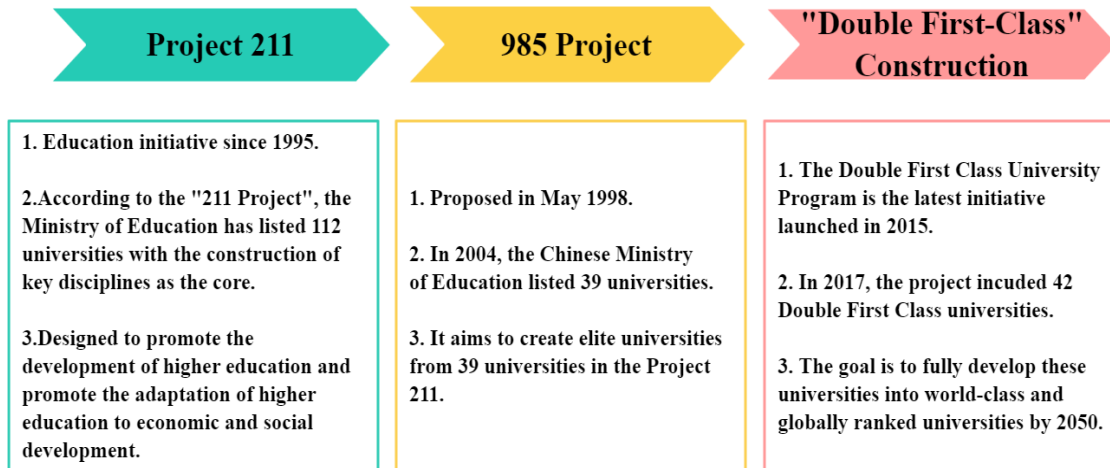 Project 211
985 Project
"Double First-Class"
Construction
1. Education initiative since 1995.
2.According to the "211 Project", the
Ministry of Education has listed 112
universities with the construction of
key disciplines as the core.
3.Designed to promote the
development of higher education and
promote the adaptation of higher
education to economic and social
development.
1. Proposed in May 1998.
2. In 2004, the Chinese Ministry
of Education listed 39 universities.
3. It aims to create elite universities
from 39 universities in the Project
211.
1. The Double First Class University
Program is the latest initiative
launched in 2015.
2. In 2017, the project incuded 42
Double First Class universities.
3. The goal is to fully develop these
universities into world-class and
globally ranked universities by 2050.